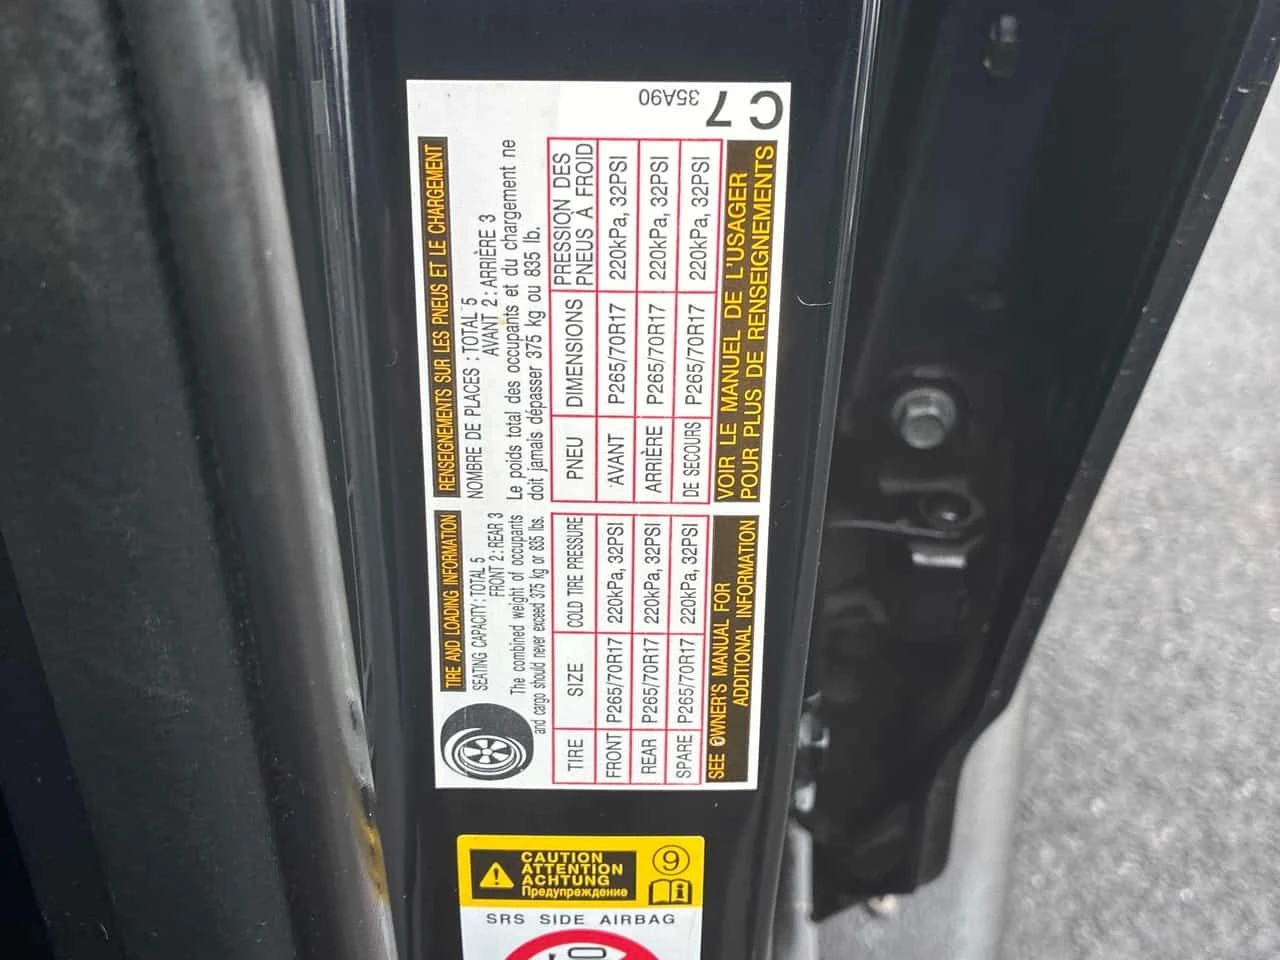 TIRE AND LOADING INFORMATION
SEATING CAPACITY : TOTAL 5
FRONT 2 : REAR 3
The combined weight of occupants
and cargo should never exceed 375 kg or 835 lbs.
TIRE SIZE COLD TIRE PRESSURE
FRONT P265/70R17 220kPa, 32PSI
REAR P265/70R17 220kPa, 32PSI
SPARE P265/70R17 220kPa, 32PSI
SEE OWNER'S MANUAL FOR
ADDITIONAL INFORMATION
RENSEIGNEMENTS SUR LES PNEUS ET LE CHARGEMENT
NOMBRE DE PLACES : TOTAL 5
AVANT 2 : ARRIÈRE 3
Le poids total des occupants et du chargement ne
doit jamais dépasser 375 kg ou 835 lb.
PNEU DIMENSIONS PRESSION DES
PNEUS À FROID
AVANT P265/70R17 220kPa, 32PSI
ARRIÈRE P265/70R17 220kPa, 32PSI
DE SECOURS P265/70R17 220kPa, 32PSI
VOIR LE MANUEL DE L'USAGER
POUR PLUS DE RENSEIGNEMENTS
35A90
C7
CAUTION
ATTENTION
ACHTUNG
Предупреждение
9
i
SRS SIDE AIRBAG